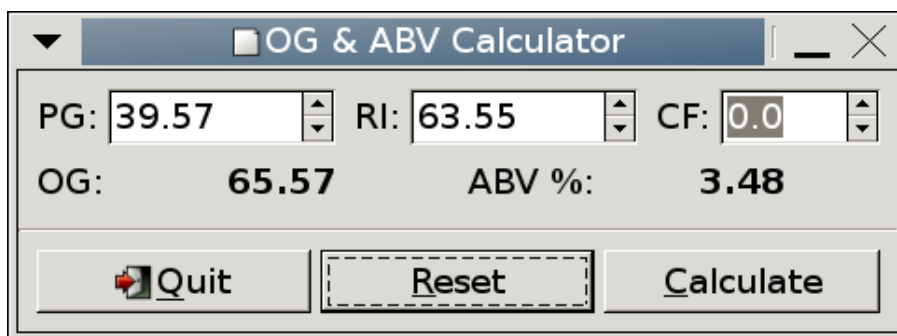 OG & ABV Calculator
PG: 39.57 RI: 63.55 CF: 0.0
OG: 65.57 ABV %: 3.48
Quit Reset Calculate